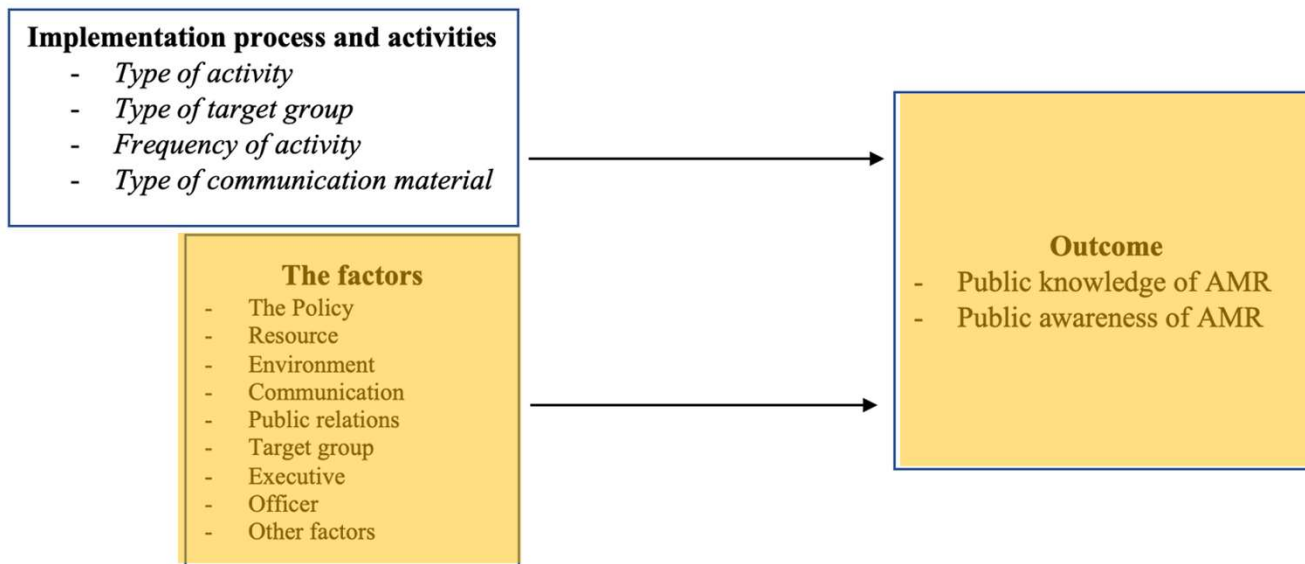 Implementation process and activities
- Type of activity
- Type of target group
- Frequency of activity
- Type of communication material
The factors
- The Policy
- Resource
- Environment
- Communication
- Public relations
- Target group
- Executive
- Officer
- Other factors
Outcome
- Public knowledge of AMR
- Public awareness of AMR